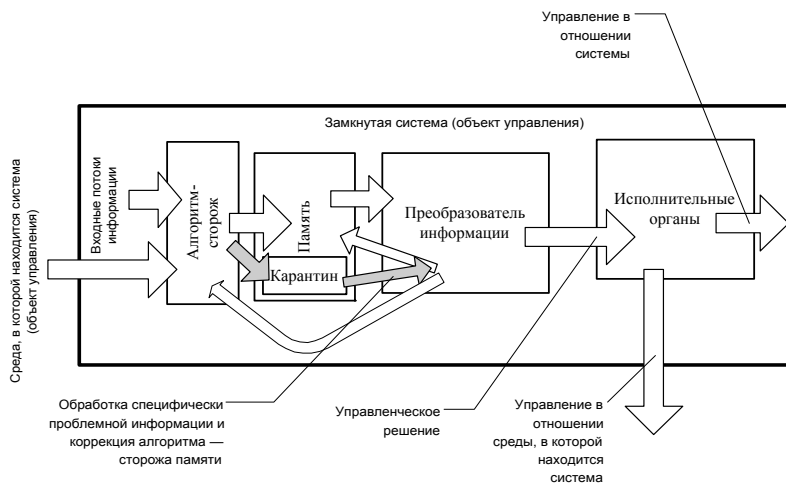 Управление в
отношении
системы
Замкнутая система (объект управления)
Среда, в которой находится система
(объект управления)
Входные потоки
информации
Алгоритм-
сторож
Память
Карантин
Преобразователь
информации
Исполнительные
органы
Обработка специфически
проблемной информации и
коррекция алгоритма —
сторожа памяти
Управленческое
решение
Управление в
отношении
среды, в которой
находится
система